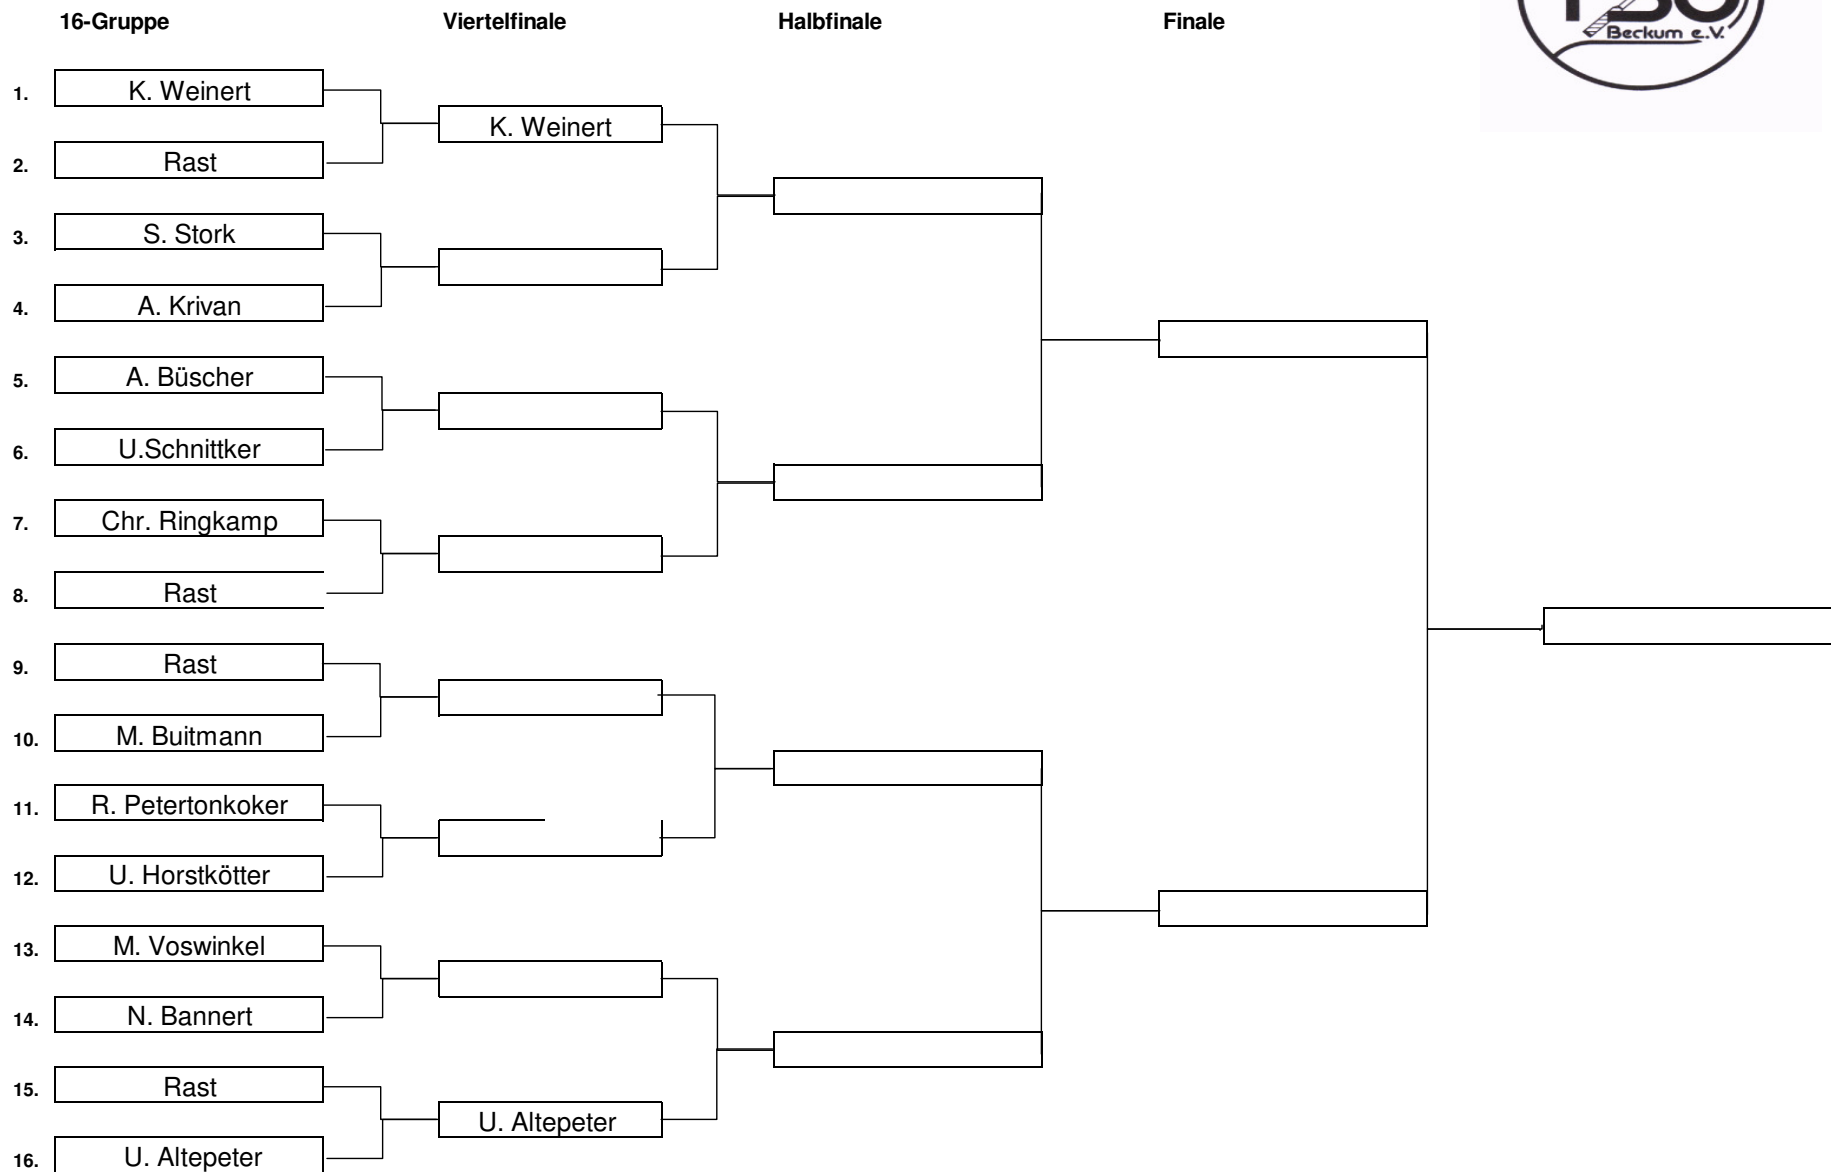 16-Gruppe Viertelfinale Halbfinale Finale
Beckum e.V.
1. K. Weinert
K. Weinert
2. Rast
3. S. Stork
4. A. Krivan
5. A. Büscher
6. U.Schnittker
7. Chr. Ringkamp
8. Rast
9. Rast
10. M. Buitmann
11. R. Petertonkoker
12. U. Horstkötter
13. M. Voswinkel
14. N. Bannert
15. Rast
U. Altepeter
16. U. Altepeter